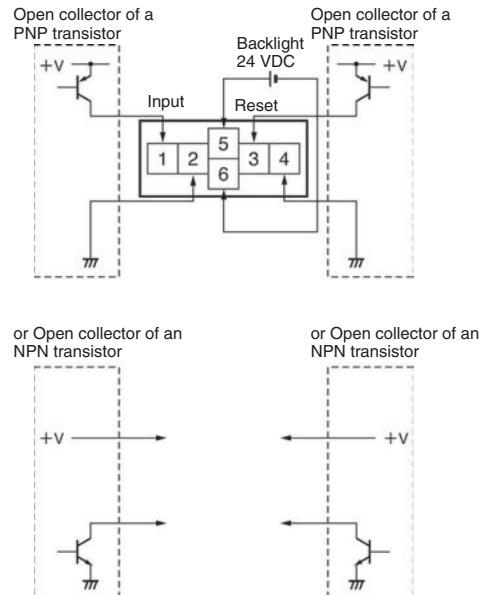 Open collector of a
PNP transistor
Open collector of a
PNP transistor
Backlight
24 VDC
+V
+V
Input
Reset
5
1 2 3 4
6
or Open collector of an
NPN transistor
or Open collector of an
NPN transistor
+V
+V